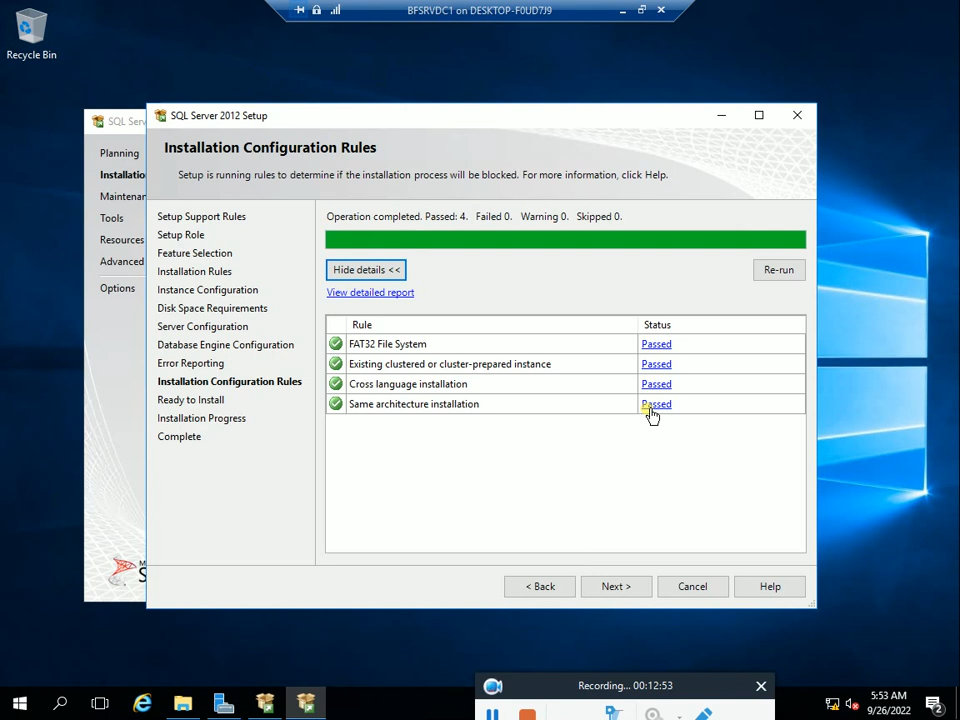 BFSRVDC1 on DESKTOP-F0UD7J9
Recycle Bin
SQL Serv
Planning
Installatio
Maintenan
Tools
Resources
Advanced
Options
SQL Server 2012 Setup
Installation Configuration Rules
Setup is running rules to determine if the installation process will be blocked. For more information, click Help.
Setup Support Rules
Setup Role
Feature Selection
Installation Rules
Instance Configuration
Disk Space Requirements
Server Configuration
Database Engine Configuration
Error Reporting
Installation Configuration Rules
Ready to Install
Installation Progress
Complete
Operation completed. Passed: 4. Failed 0. Warning 0. Skipped 0.
Hide details <<
Re-run
View detailed report
Rule Status
FAT32 File System Passed
Existing clustered or cluster-prepared instance Passed
Cross language installation Passed
Same architecture installation Passed
< Back
Next >
Cancel
Help
Recording... 00:12:53
5:53 AM
9/26/2022
2